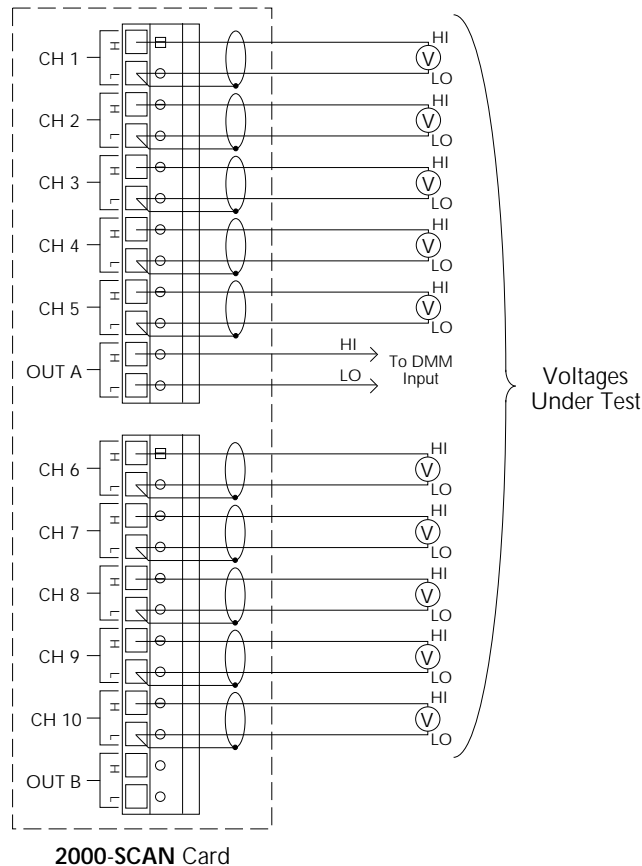 CH 1 H L HI V LO
CH 2 H L HI V LO
CH 3 H L HI V LO
CH 4 H L HI V LO
CH 5 H L HI V LO
OUT A H L HI LO To DMM Input
Voltages
Under Test
CH 6 H L HI V LO
CH 7 H L HI V LO
CH 8 H L HI V LO
CH 9 H L HI V LO
CH 10 H L HI V LO
OUT B H L
2000-SCAN Card